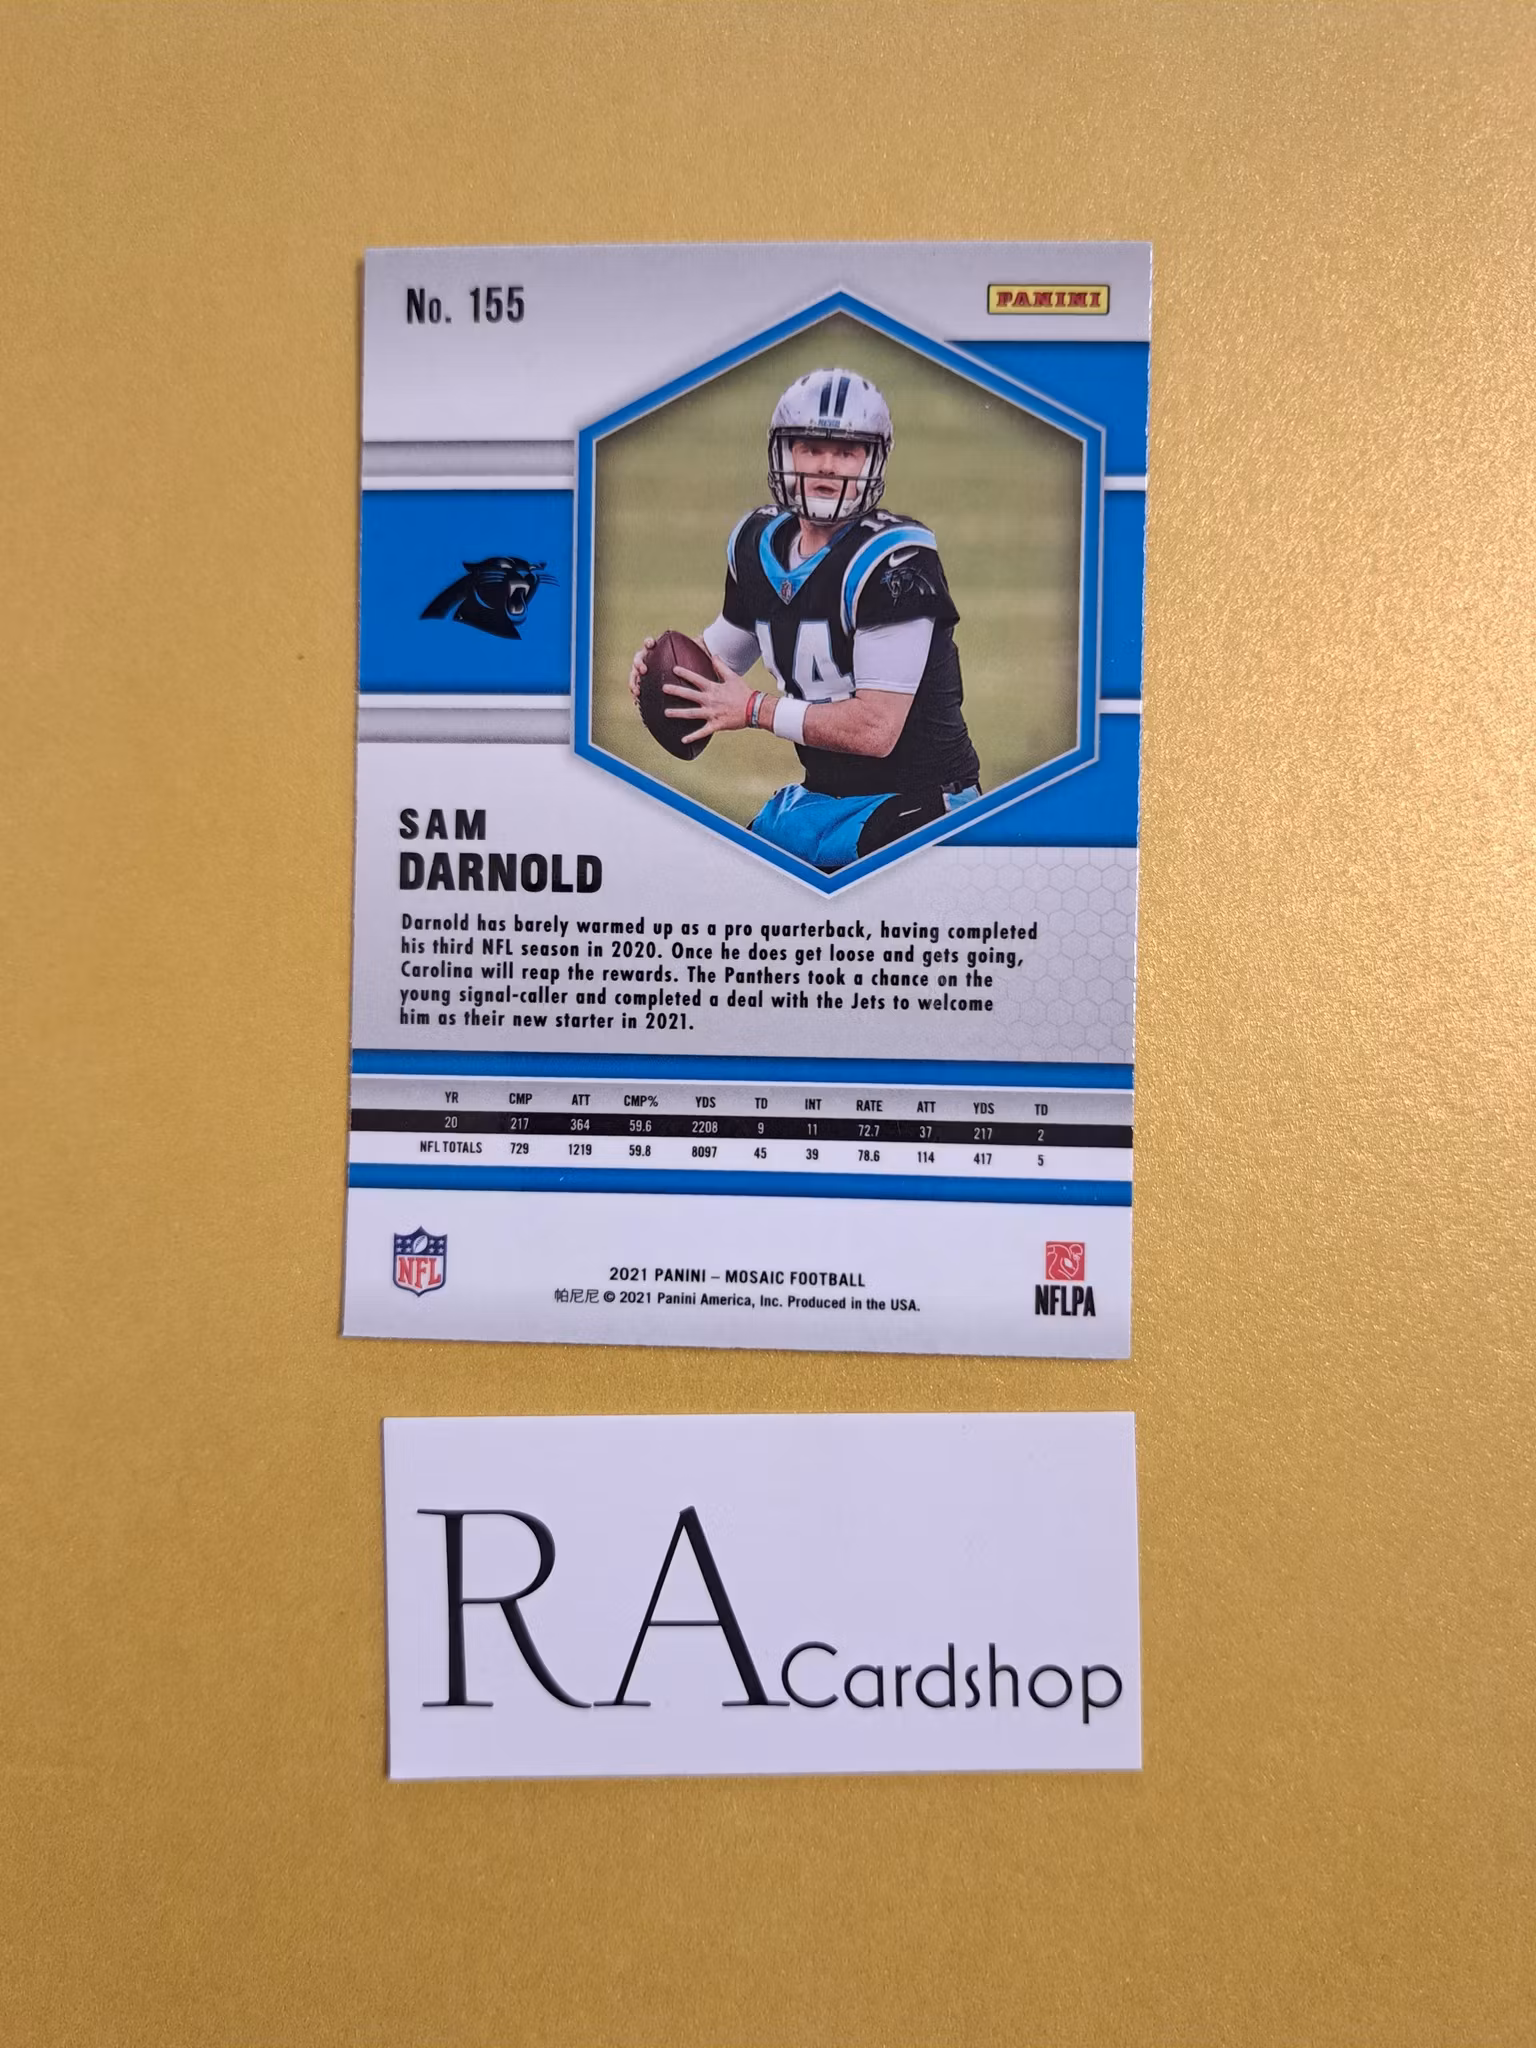 No. 155
PANINI
14
14
SAM
DARNOLD
Darnold has barely warmed up as a pro quarterback, having completed
his third NFL season in 2020. Once he does get loose and gets going,
Carolina will reap the rewards. The Panthers took a chance on the
young signal-caller and completed a deal with the Jets to welcome
him as their new starter in 2021.
YR CMP ATT CMP% YDS TD INT RATE ATT YDS TD
20 217 364 59.6 2208 9 11 72.7 37 217 2
NFL TOTALS 729 1219 59.8 8097 45 39 78.6 114 417 5
NFL
2021 PANINI – MOSAIC FOOTBALL
帕尼尼 © 2021 Panini America, Inc. Produced in the USA.
NFLPA
RA Cardshop